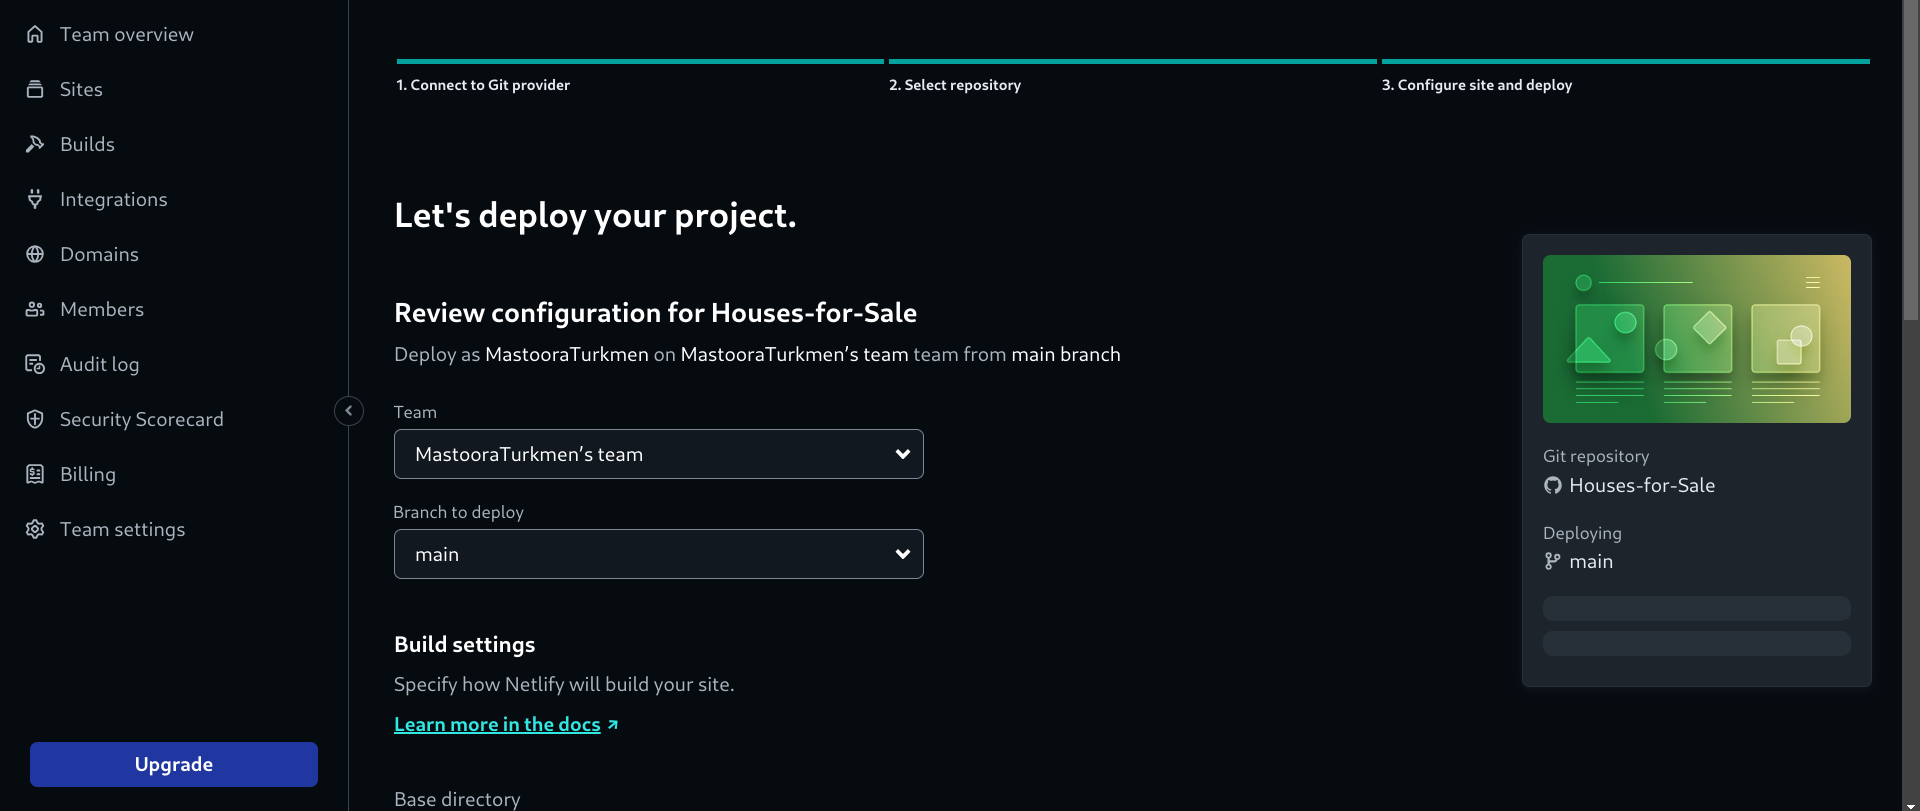 Team overview
Sites
Builds
Integrations
Domains
Members
Audit log
Security Scorecard
Billing
Team settings
Upgrade
1. Connect to Git provider
2. Select repository
3. Configure site and deploy
Let's deploy your project.
Review configuration for Houses-for-Sale
Deploy as MastooraTurkmen on MastooraTurkmen’s team team from main branch
Team
MastooraTurkmen’s team
Branch to deploy
main
Build settings
Specify how Netlify will build your site.
Learn more in the docs
Base directory
Git repository
Houses-for-Sale
Deploying
main